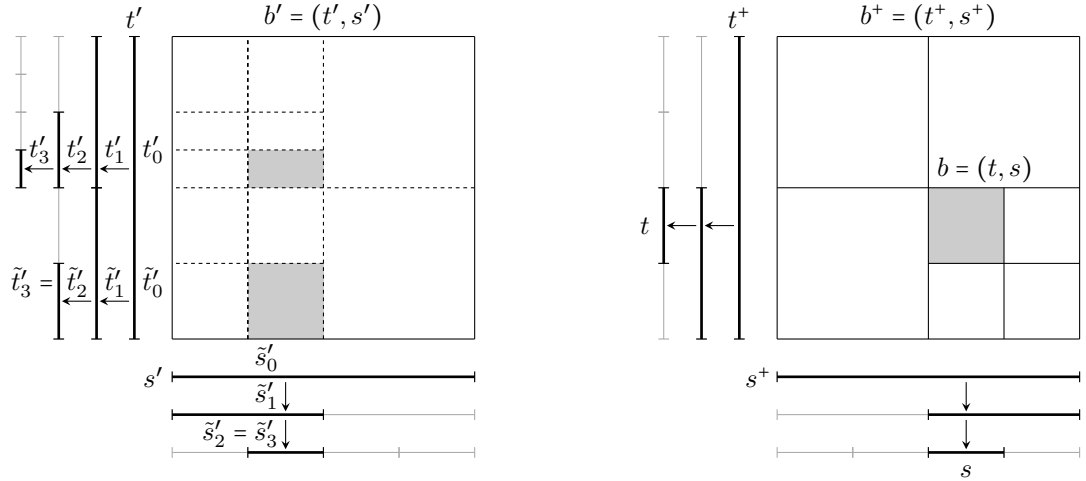 t′ b′ = (t′, s′)
t′₃ t′₂ t′₁ t′₀
t̃′₃ = t̃′₂ t̃′₁ t̃′₀
s̃′₀
s′
s̃′₁
s̃′₂ = s̃′₃
t⁺ b⁺ = (t⁺, s⁺)
b = (t, s)
t
s⁺
s